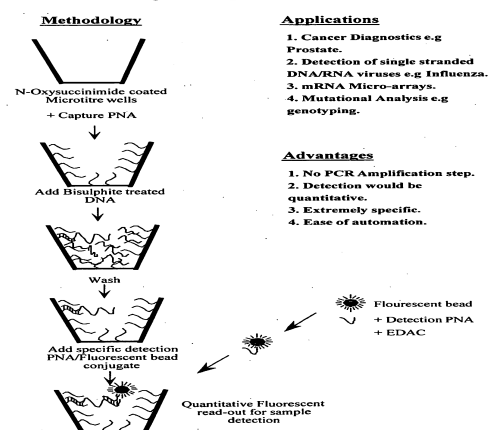 Methodology
N-Oxysuccinimide coated
Microtitre wells
+ Capture PNA
Add Bisulphite treated
DNA
Wash
Add specific detection
PNA/Fluorescent bead
conjugate
Quantitative Fluorescent
read-out for sample
detection
Applications
1. Cancer Diagnostics e.g
Prostate.
2. Detection of single stranded
DNA/RNA viruses e.g Influenza.
3. mRNA Micro-arrays.
4. Mutational Analysis e.g
genotyping.
Advantages
1. No PCR Amplification step.
2. Detection would be
quantitative.
3. Extremely specific.
4. Ease of automation.
Flourescent bead
+ Detection PNA
+ EDAC